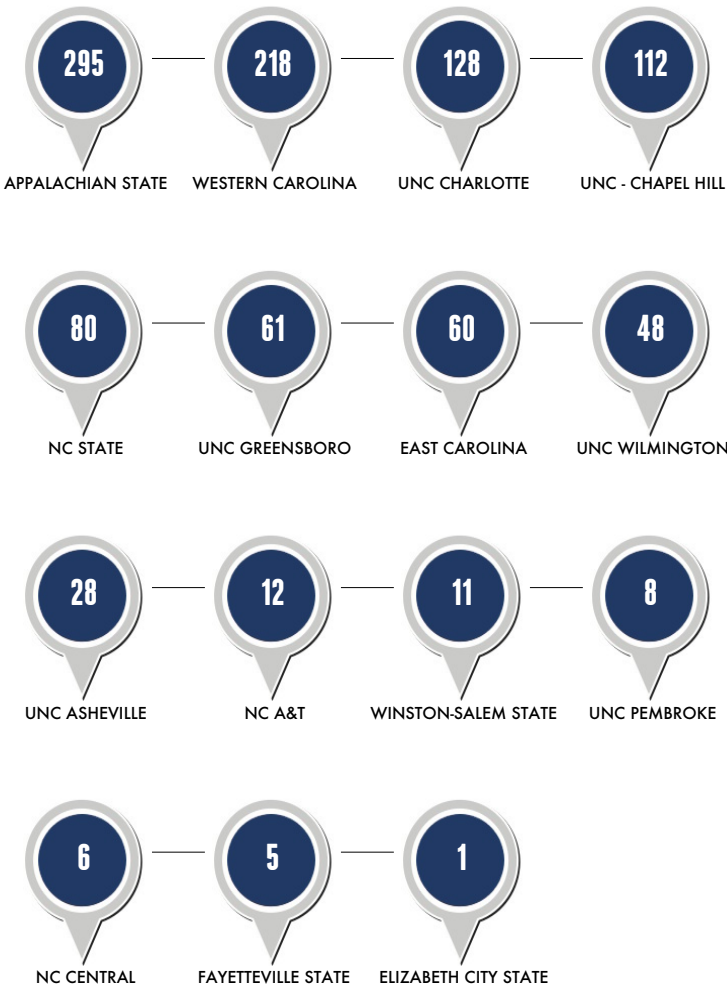 295 218 128 112
APPALACHIAN STATE WESTERN CAROLINA UNC CHARLOTTE UNC - CHAPEL HILL
80 61 60 48
NC STATE UNC GREENSBORO EAST CAROLINA UNC WILMINGTON
28 12 11 8
UNC ASHEVILLE NC A&T WINSTON-SALEM STATE UNC PEMBROKE
6 5 1
NC CENTRAL FAYETTEVILLE STATE ELIZABETH CITY STATE